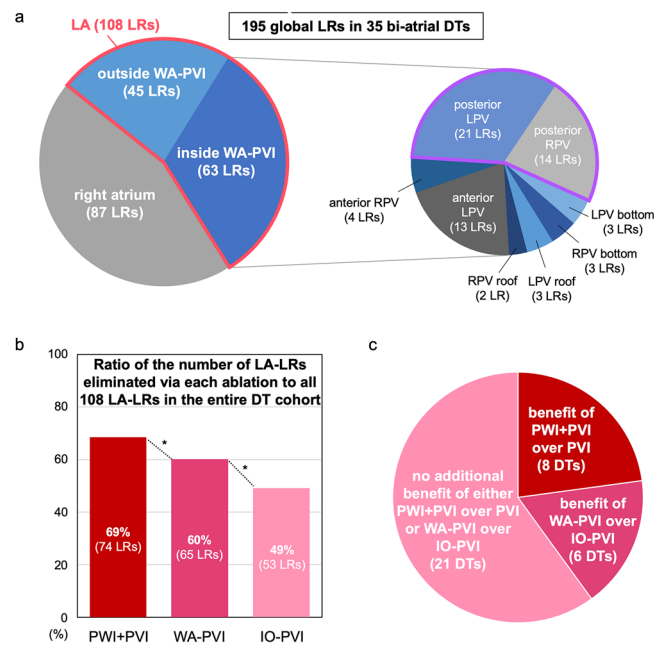 a
195 global LRs in 35 bi-atrial DTs
LA (108 LRs)
outside WA-PVI
(45 LRs)
inside WA-PVI
(63 LRs)
right atrium
(87 LRs)
posterior
LPV
(21 LRs)
posterior
RPV
(14 LRs)
anterior RPV
(4 LRs)
anterior
LPV
(13 LRs)
LPV bottom
(3 LRs)
RPV bottom
(3 LRs)
RPV roof
(2 LR)
LPV roof
(3 LRs)
b
100
80
60
40
20
0
(%)
Ratio of the number of LA-LRs
eliminated via each ablation to all
108 LA-LRs in the entire DT cohort
*
*
69%
(74 LRs)
60%
(65 LRs)
49%
(53 LRs)
PWI+PVI
WA-PVI
IO-PVI
c
benefit of
PWI+PVI
over PVI
(8 DTs)
no additional
benefit of either
PWI+PVI over PVI
or WA-PVI over
IO-PVI
(21 DTs)
benefit of
WA-PVI over
IO-PVI
(6 DTs)